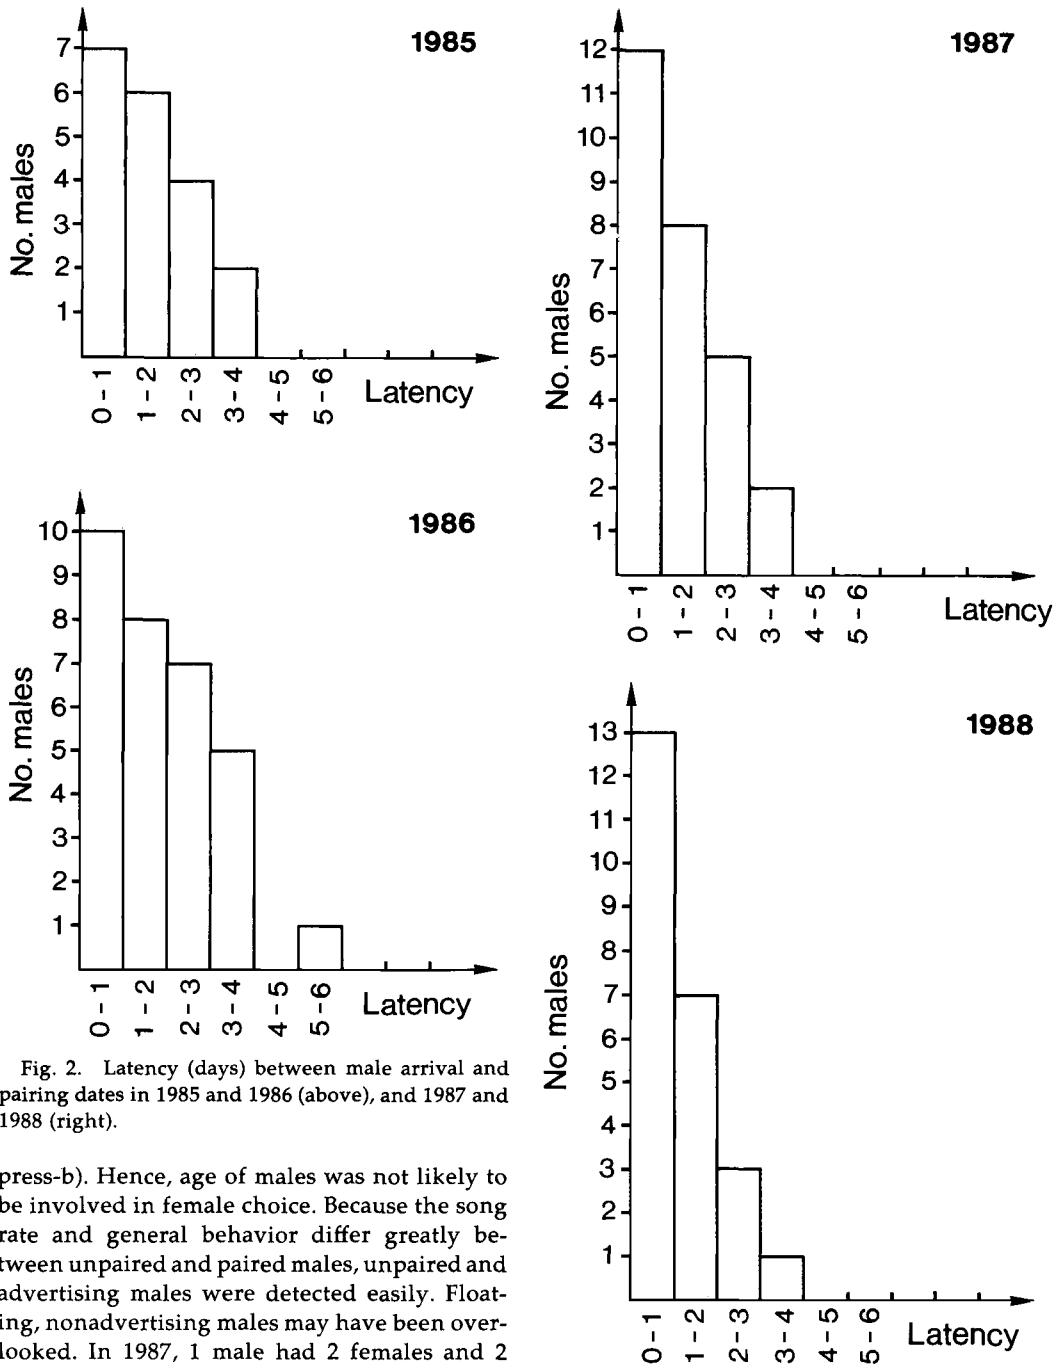 1985
No. males
7
6
5
4
3
2
1
0 - 1
1 - 2
2 - 3
3 - 4
4 - 5
5 - 6
Latency
1986
No. males
10
9
8
7
6
5
4
3
2
1
0 - 1
1 - 2
2 - 3
3 - 4
4 - 5
5 - 6
Latency
Fig. 2. Latency (days) between male arrival and
pairing dates in 1985 and 1986 (above), and 1987 and
1988 (right).
press-b). Hence, age of males was not likely to
be involved in female choice. Because the song
rate and general behavior differ greatly be-
tween unpaired and paired males, unpaired and
advertising males were detected easily. Float-
ing, nonadvertising males may have been over-
looked. In 1987, 1 male had 2 females and 2
1987
No. males
12
11
10
9
8
7
6
5
4
3
2
1
0 - 1
1 - 2
2 - 3
3 - 4
4 - 5
5 - 6
Latency
1988
No. males
13
12
11
10
9
8
7
6
5
4
3
2
1
0 - 1
1 - 2
2 - 3
3 - 4
4 - 5
5 - 6
Latency